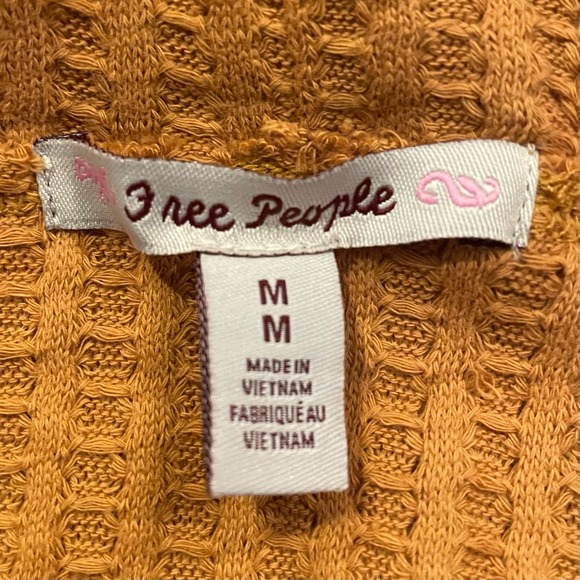 Free People
M
M
MADE IN
VIETNAM
FABRIQUÉ AU
VIETNAM